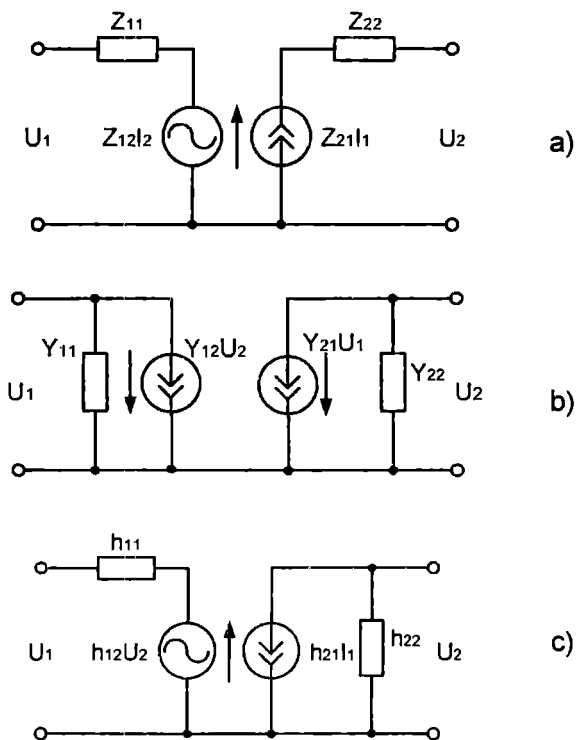 Z11 Z22
U1 Z12I2 Z21I1 U2 a)
Y11 Y12U2 Y21U1 Y22
U1 U2 b)
h11
U1 h12U2 h21I1 h22 U2 c)